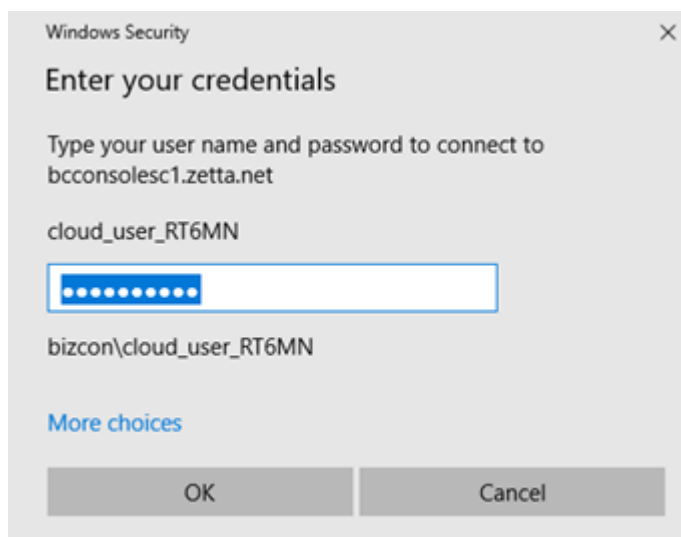 Windows Security
Enter your credentials
Type your user name and password to connect to
bcconsolesc1.zetta.net
cloud_user_RT6MN
●●●●●●●●●●
bizcon\cloud_user_RT6MN
More choices
OK
Cancel